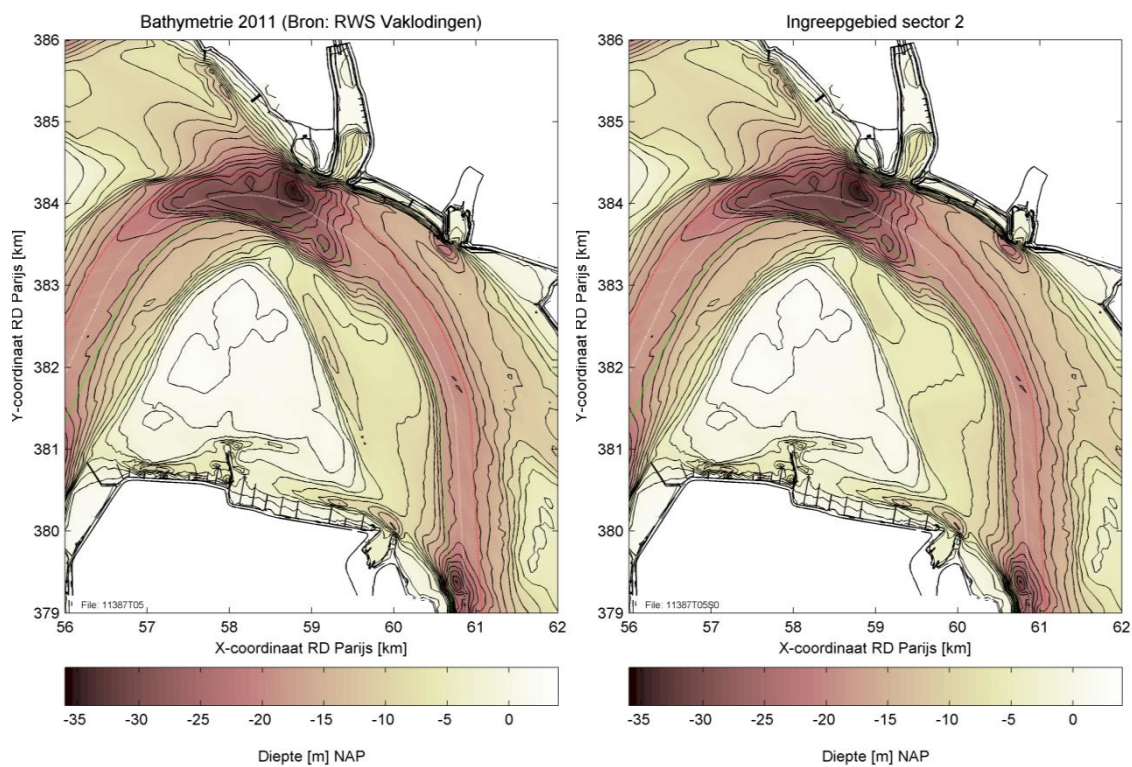 Bathymetrie 2011 (Bron: RWS Vaklodingen)
386
385
384
383
382
381
380
379
Y-coordinaat RD Parijs [km]
File: 11387T05
56 57 58 59 60 61 62
X-coordinaat RD Parijs [km]
-35 -30 -25 -20 -15 -10 -5 0
Diepte [m] NAP
Ingreepgebied sector 2
386
385
384
383
382
381
380
379
Y-coordinaat RD Parijs [km]
File: 11387T05S0
56 57 58 59 60 61 62
X-coordinaat RD Parijs [km]
-35 -30 -25 -20 -15 -10 -5 0
Diepte [m] NAP